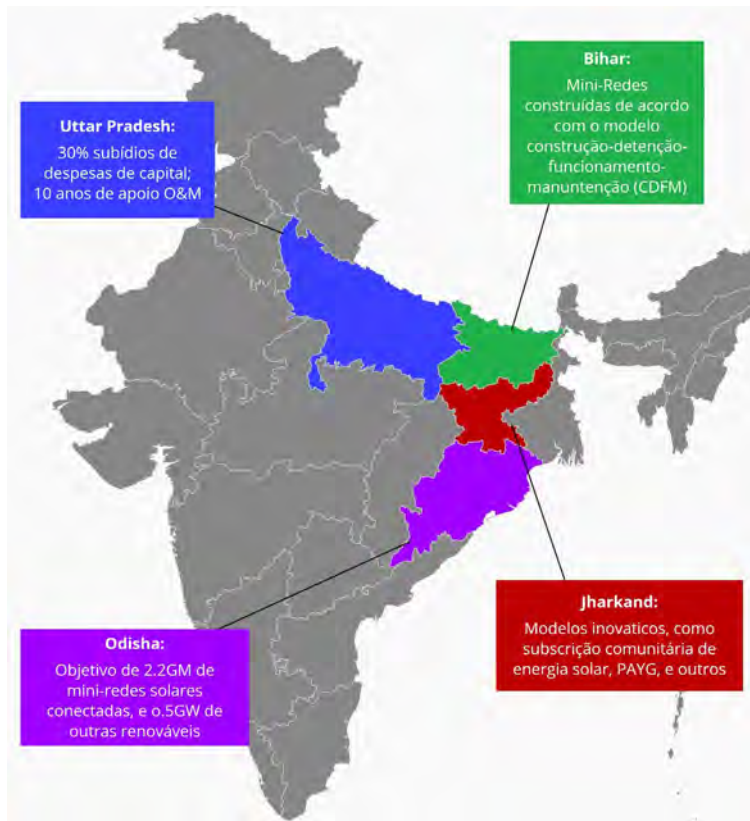 Bihar:
Mini-Redes
construídas de acordo
com o modelo
construção-detenção-
funcionamento-
manuntenção (CDFM)
Uttar Pradesh:
30% subídios de
despesas de capital;
10 anos de apoio O&M
Jharkand:
Modelos inovaticos, como
subscrição comunitária de
energia solar, PAYG, e outros
Odisha:
Objetivo de 2.2GM de
mini-redes solares
conectadas, e o.5GW de
outras renováveis